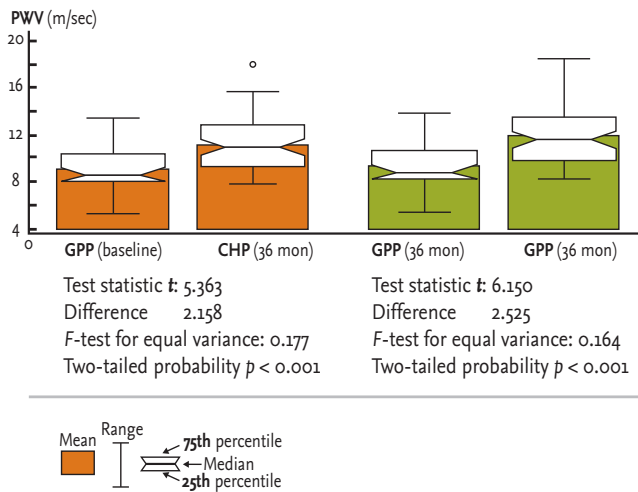 PWV (m/sec)
20
16
12
8
4
0
GPP (baseline) CHP (36 mon) GPP (36 mon) GPP (36 mon)
Test statistic t: 5.363
Difference 2.158
F-test for equal variance: 0.177
Two-tailed probability p < 0.001
Test statistic t: 6.150
Difference 2.525
F-test for equal variance: 0.164
Two-tailed probability p < 0.001
Mean
Range
75th percentile
Median
25th percentile